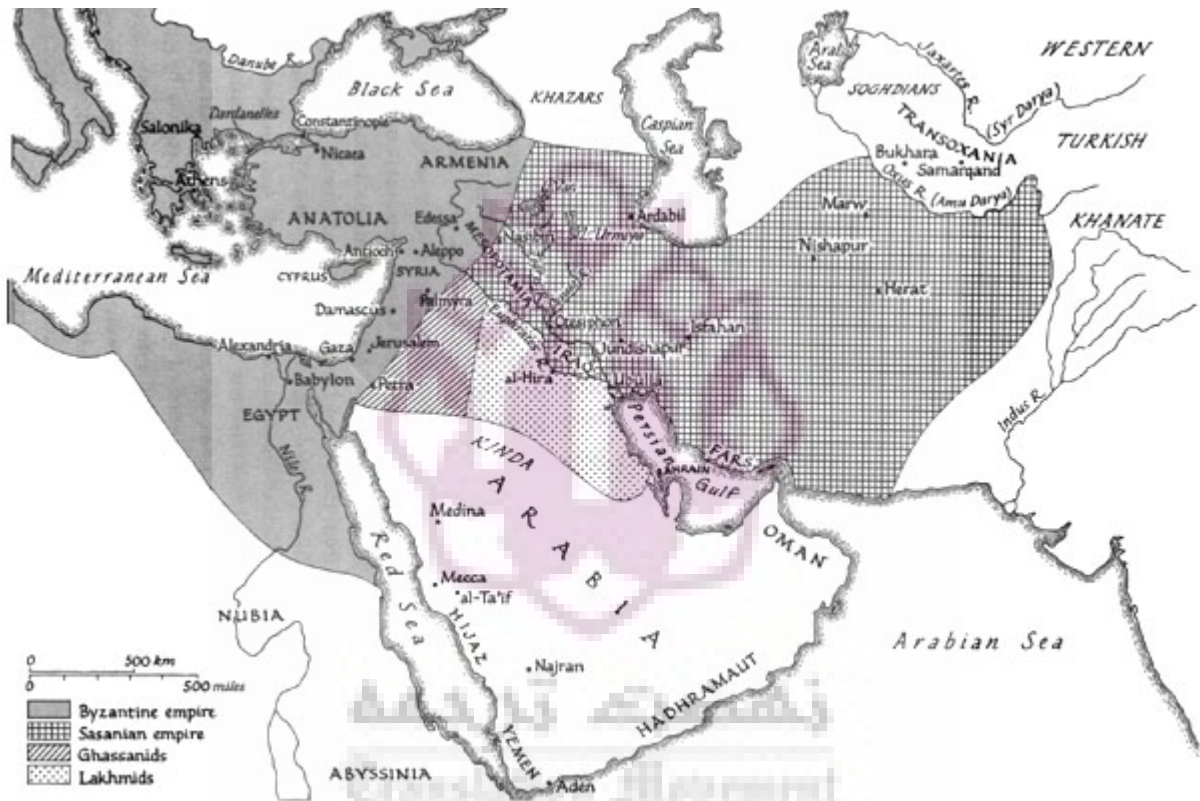 Danube R.
Black Sea
KHAZARS
Caspian
Sea
Aral
Sea
Jaxartes R.
(Syr Darya)
WESTERN
TURKISH
KHANATE
SOGHDIANS
TRANSOXANIA
Bukhara
Samarqand
Oxus R. (Amu Darya)
Dardanelles
Constantinople
Salonika
Nicaea
Athens
ARMENIA
ANATOLIA
Edessa
Ardabil
L. Urmiya
Marw
Nishapur
Herat
Antioch
Aleppo
MESOPOTAMIA
Mediterranean Sea
CYPRUS
SYRIA
Palmyra
Damascus
Euphrates
Ctesiphon
Isfahan
Jundishapur
IRAQ
Alexandria
Gaza
Jerusalem
al-Hira
Ubulla
Babylon
Petra
EGYPT
Nile R.
Indus R.
KINDA
Persian
Gulf
FARS
BAHRAIN
ARABIA
Medina
OMAN
Red
Sea
Mecca
al-Ta'if
HIJAZ
NUBIA
Arabian Sea
Najran
HADHRAMAUT
YEMEN
ABYSSINIA
Aden
0 500 km
0 500 miles
Byzantine empire
Sasanian empire
Ghassanids
Lakhmids